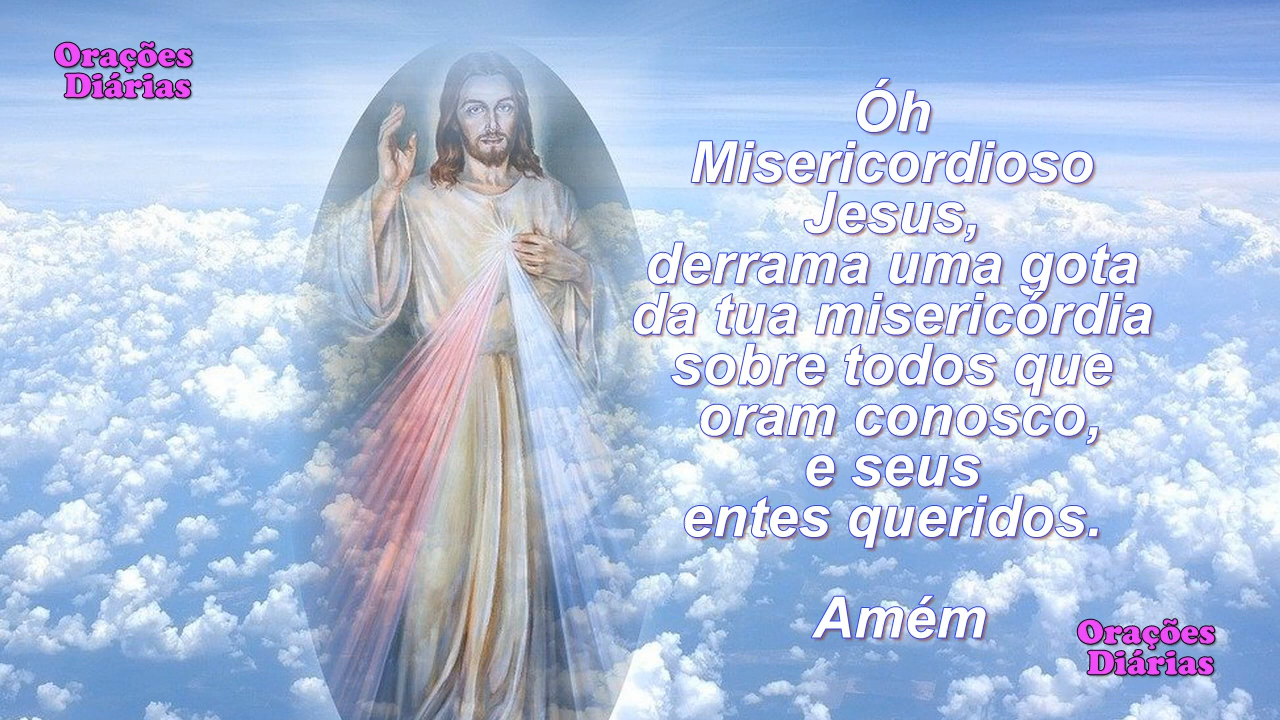 Orações
Diárias
Óh
Misericordioso
Jesus,
derrama uma gota
da tua misericórdia
sobre todos que
oram conosco,
e seus
entes queridos.
Amém
Orações
Diárias